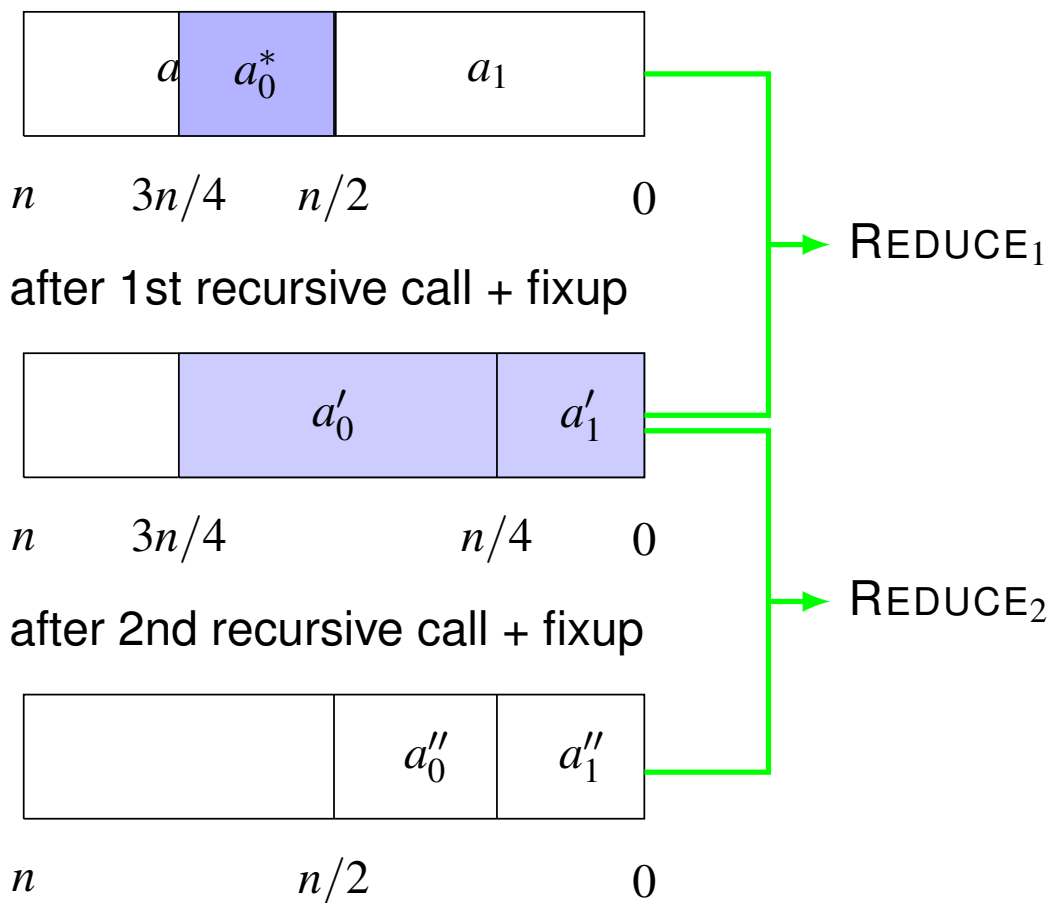 a a₀* a₁
n 3n/4 n/2 0
REDUCE₁
after 1st recursive call + fixup
a₀′ a₁′
n 3n/4 n/4 0
REDUCE₂
after 2nd recursive call + fixup
a₀″ a₁″
n n/2 0